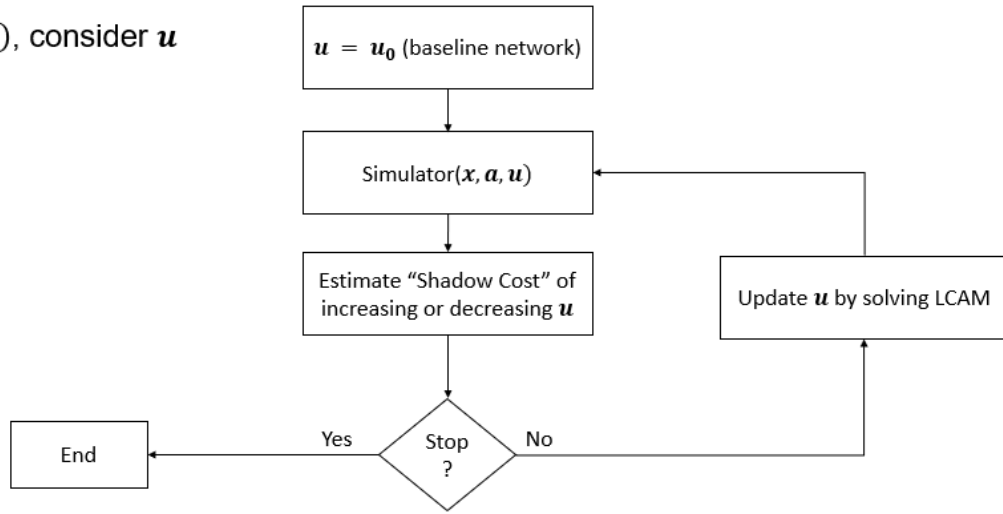 ), consider u
u = u₀ (baseline network)
Simulator(x, a, u)
Estimate “Shadow Cost” of
increasing or decreasing u
Update u by solving LCAM
Stop
?
Yes
No
End